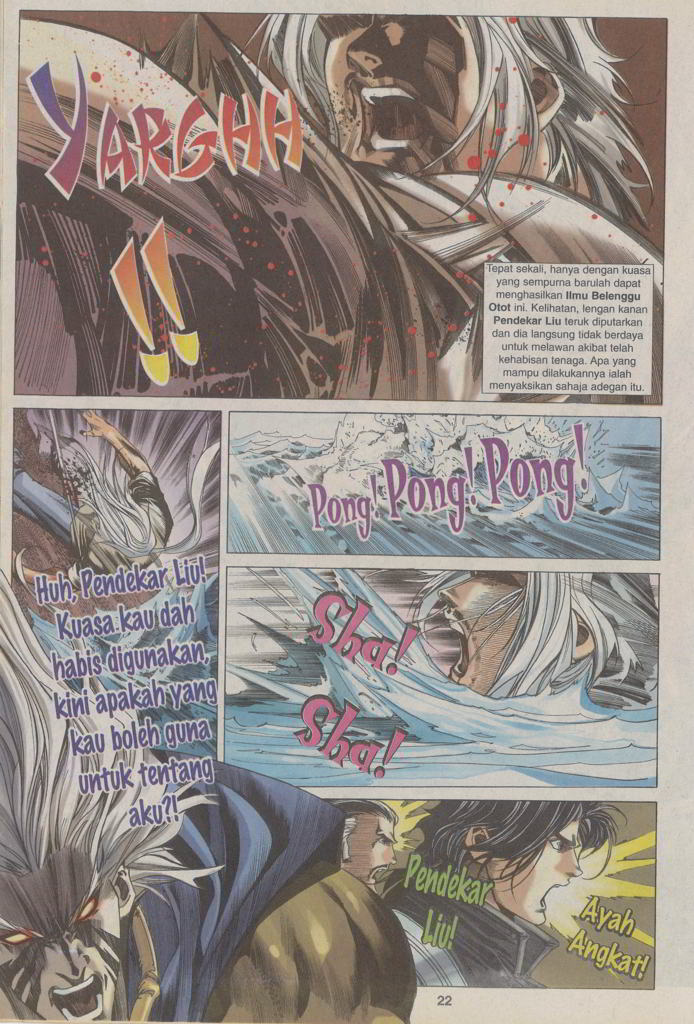 YARGHH
!!
Tepat sekali, hanya dengan kuasa
yang sempurna barulah dapat
menghasilkan Ilmu Belenggu
Otot ini. Kelihatan, lengan kanan
Pendekar Liu teruk diputarkan
dan dia langsung tidak berdaya
untuk melawan akibat telah
kehabisan tenaga. Apa yang
mampu dilakukannya ialah
menyaksikan sahaja adegan itu.
Huh, Pendekar Liu!
Kuasa kau dah
habis digunakan,
kini apakah yang
kau boleh guna
untuk tentang
aku?!
Pong! Pong! Pong!
Sha!
Sha!
Pendekar
Liu!
Ayah
Angkat!
22